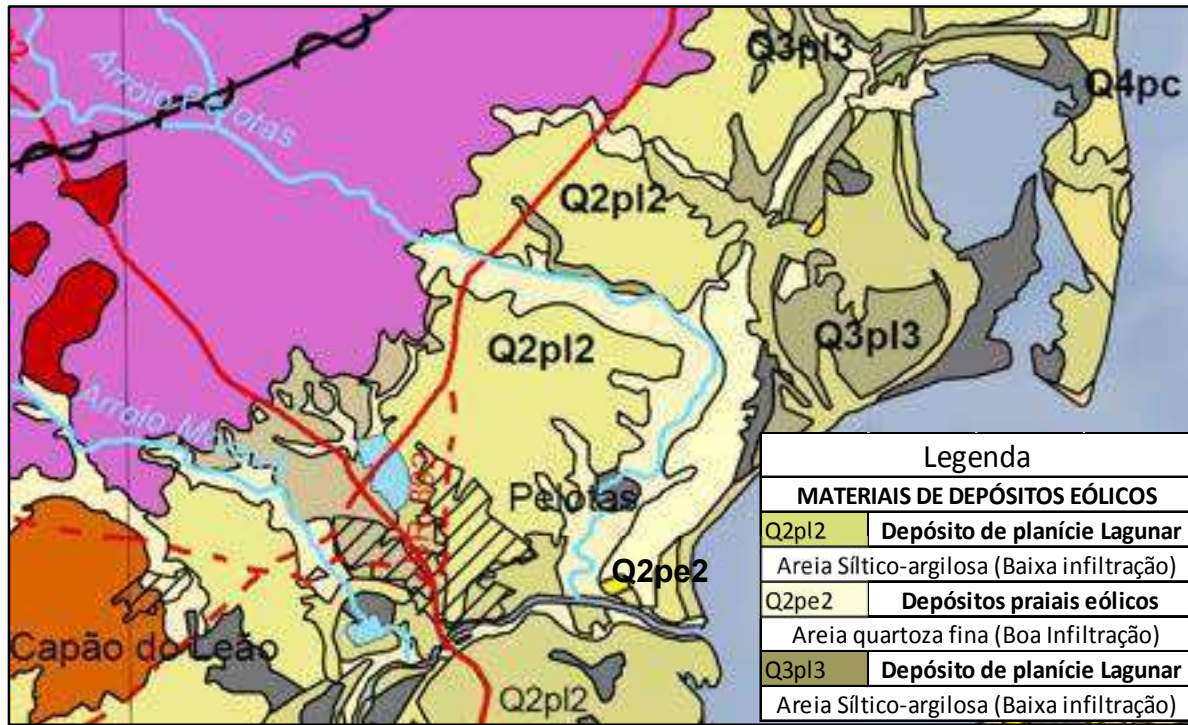 Q3pl3
Q4pc
Arroio Pelotas
Q2pl2
Q2pl2
Q3pl3
Arroio
Pelotas
Q2pe2
Capão do Leão
Q2pl2
Legenda
MATERIAIS DE DEPÓSITOS EÓLICOS
Q2pl2 Depósito de planície Lagunar
Areia Síltico-argilosa (Baixa infiltração)
Q2pe2 Depósitos praiais eólicos
Areia quartoza fina (Boa Infiltração)
Q3pl3 Depósito de planície Lagunar
Areia Síltico-argilosa (Baixa infiltração)